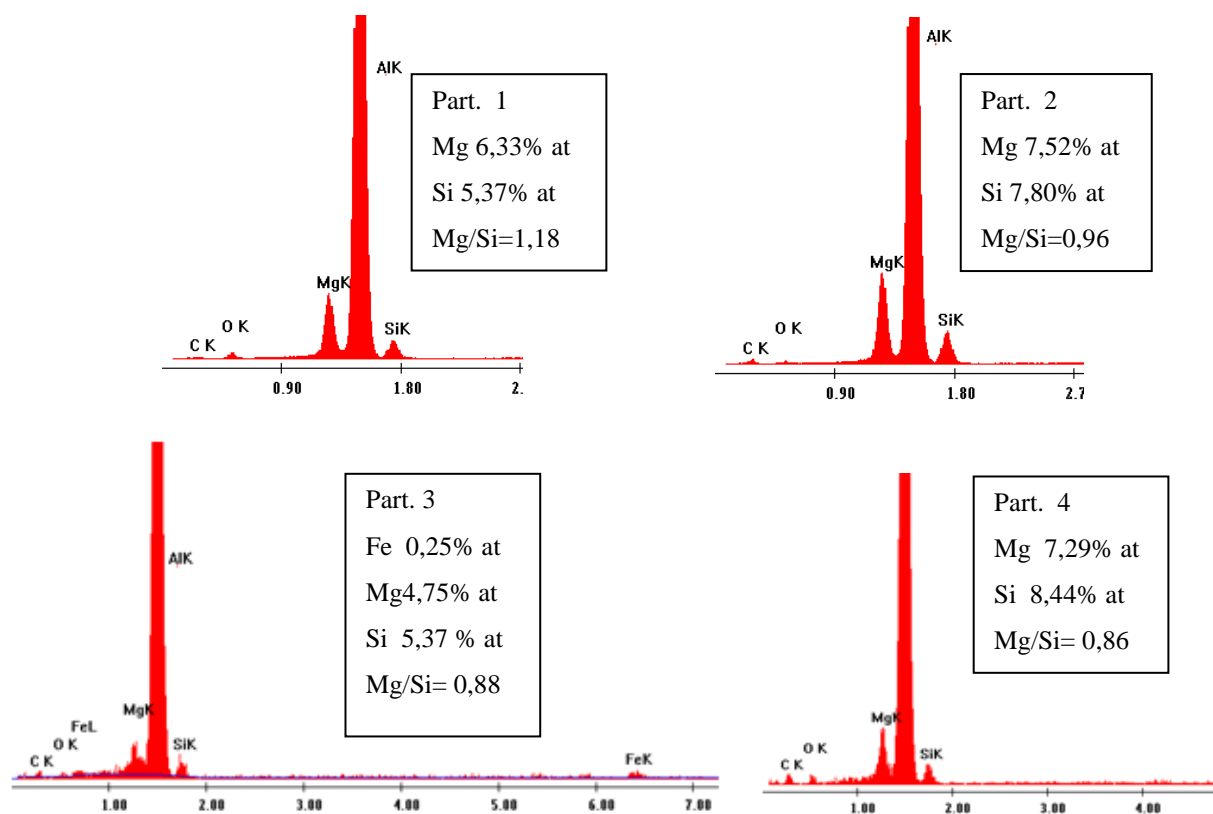 AlK
Part. 1
Mg 6,33% at
Si 5,37% at
Mg/Si=1,18
MgK
O K
C K
SiK
0.90 1.80 2.
AlK
Part. 2
Mg 7,52% at
Si 7,80% at
Mg/Si=0,96
MgK
O K
C K
SiK
0.90 1.80 2.7
Part. 3
Fe 0,25% at
Mg4,75% at
Si 5,37 % at
Mg/Si= 0,88
AlK
MgK
FeL
O K
C K
SiK
FeK
1.00 2.00 3.00 4.00 5.00 6.00 7.00
Part. 4
Mg 7,29% at
Si 8,44% at
Mg/Si= 0,86
MgK
O K
C K
SiK
1.00 2.00 3.00 4.00